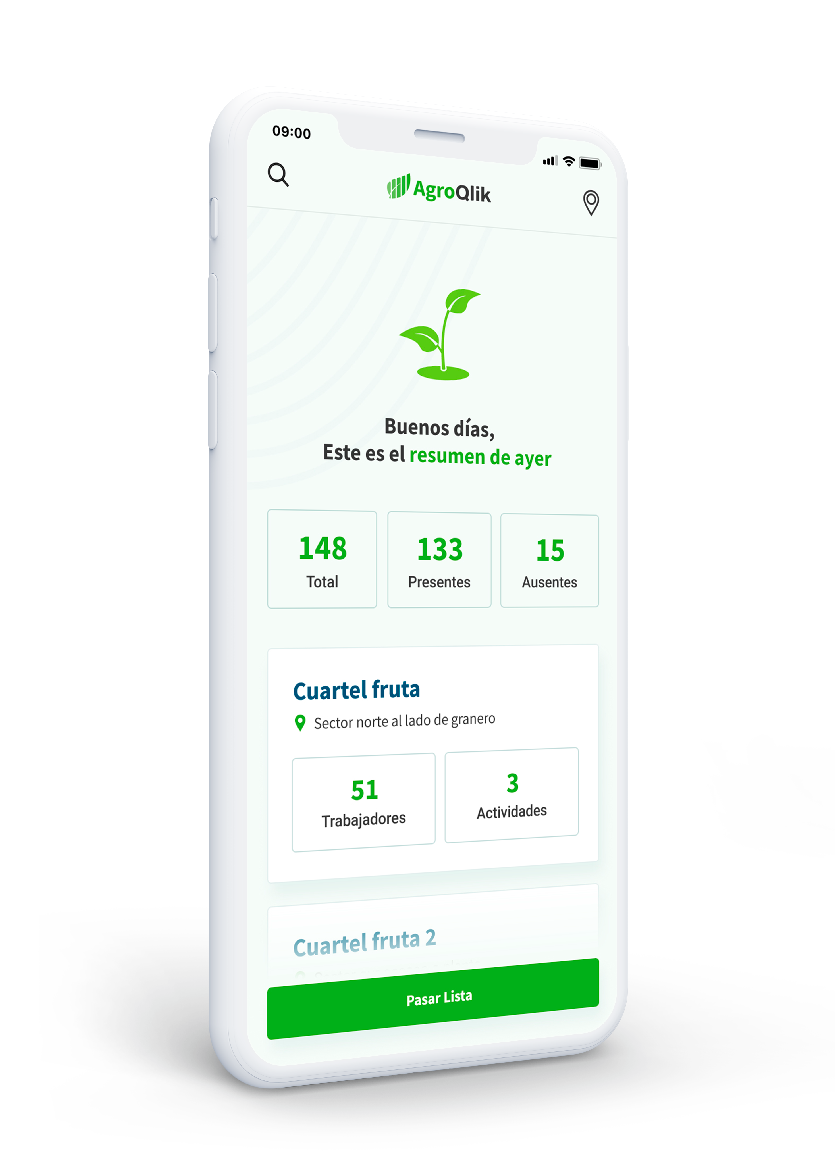 09:00
AgroQlik
Buenos días,
Este es el resumen de ayer
148
Total
133
Presentes
15
Ausentes
Cuartel fruta
Sector norte al lado de granero
51
Trabajadores
3
Actividades
Cuartel fruta 2
Pasar Lista